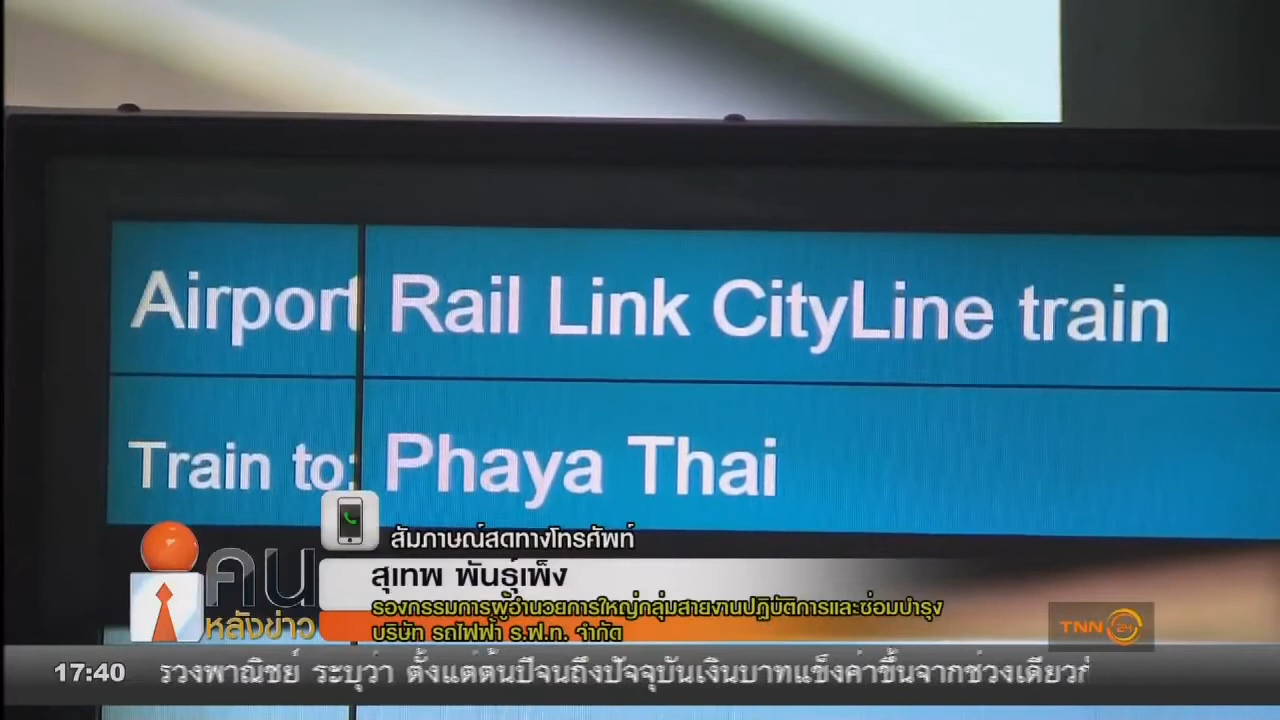 Airport Rail Link CityLine train
Train to: Phaya Thai
สัมภาษณ์สดทางโทรศัพท์
สุเทพ พันธุ์เพ็ง
รองกรรมการผู้อำนวยการใหญ่กลุ่มสายงานปฏิบัติการและซ่อมบำรุง
บริษัท รถไฟฟ้า ร.ฟ.ท. จำกัด
คน
หลังข่าว
TNN 24
17:40 รวงพาณิชย์ ระบุว่า ตั้งแต่ต้นปีจนถึงปัจจุบันเงินบาทแข็งค่าขึ้นจากช่วงเดียวก